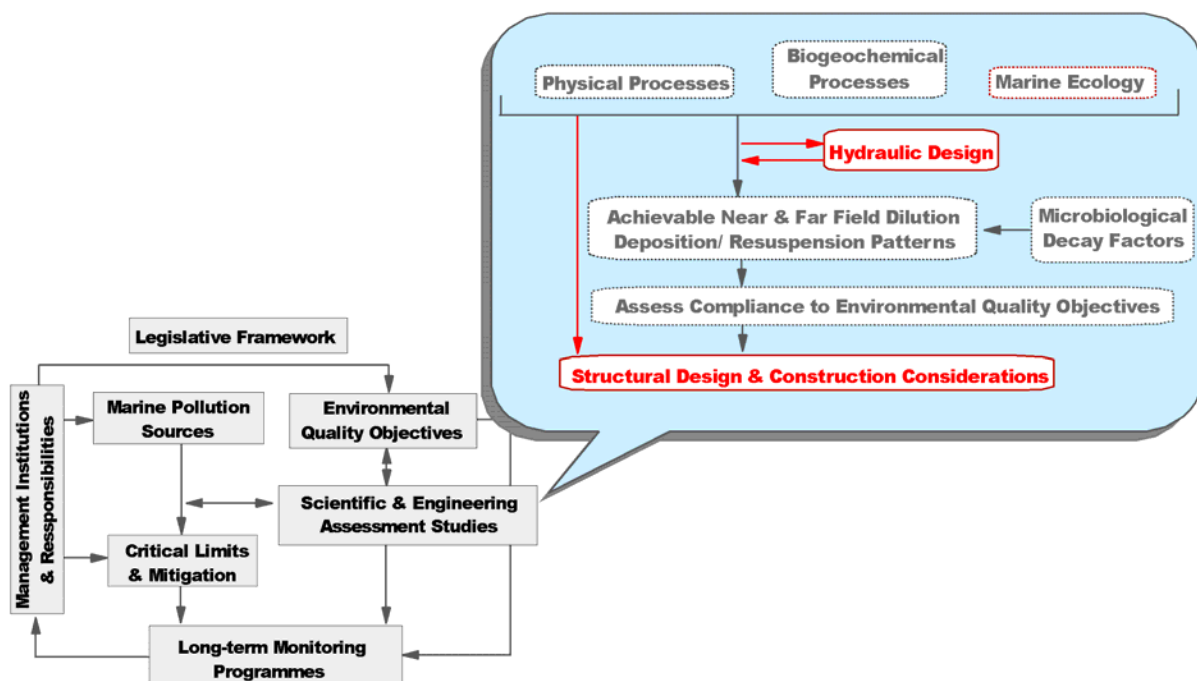 Biogeochemical
Processes
Physical Processes
Marine Ecology
Hydraulic Design
Achievable Near & Far Field Dilution
Deposition/ Resuspension Patterns
Microbiological
Decay Factors
Assess Compliance to Environmental Quality Objectives
Structural Design & Construction Considerations
Legislative Framework
Management Institutions
& Ressponsibilities
Marine Pollution
Sources
Environmental
Quality Objectives
Scientific & Engineering
Assessment Studies
Critical Limits
& Mitigation
Long-term Monitoring
Programmes